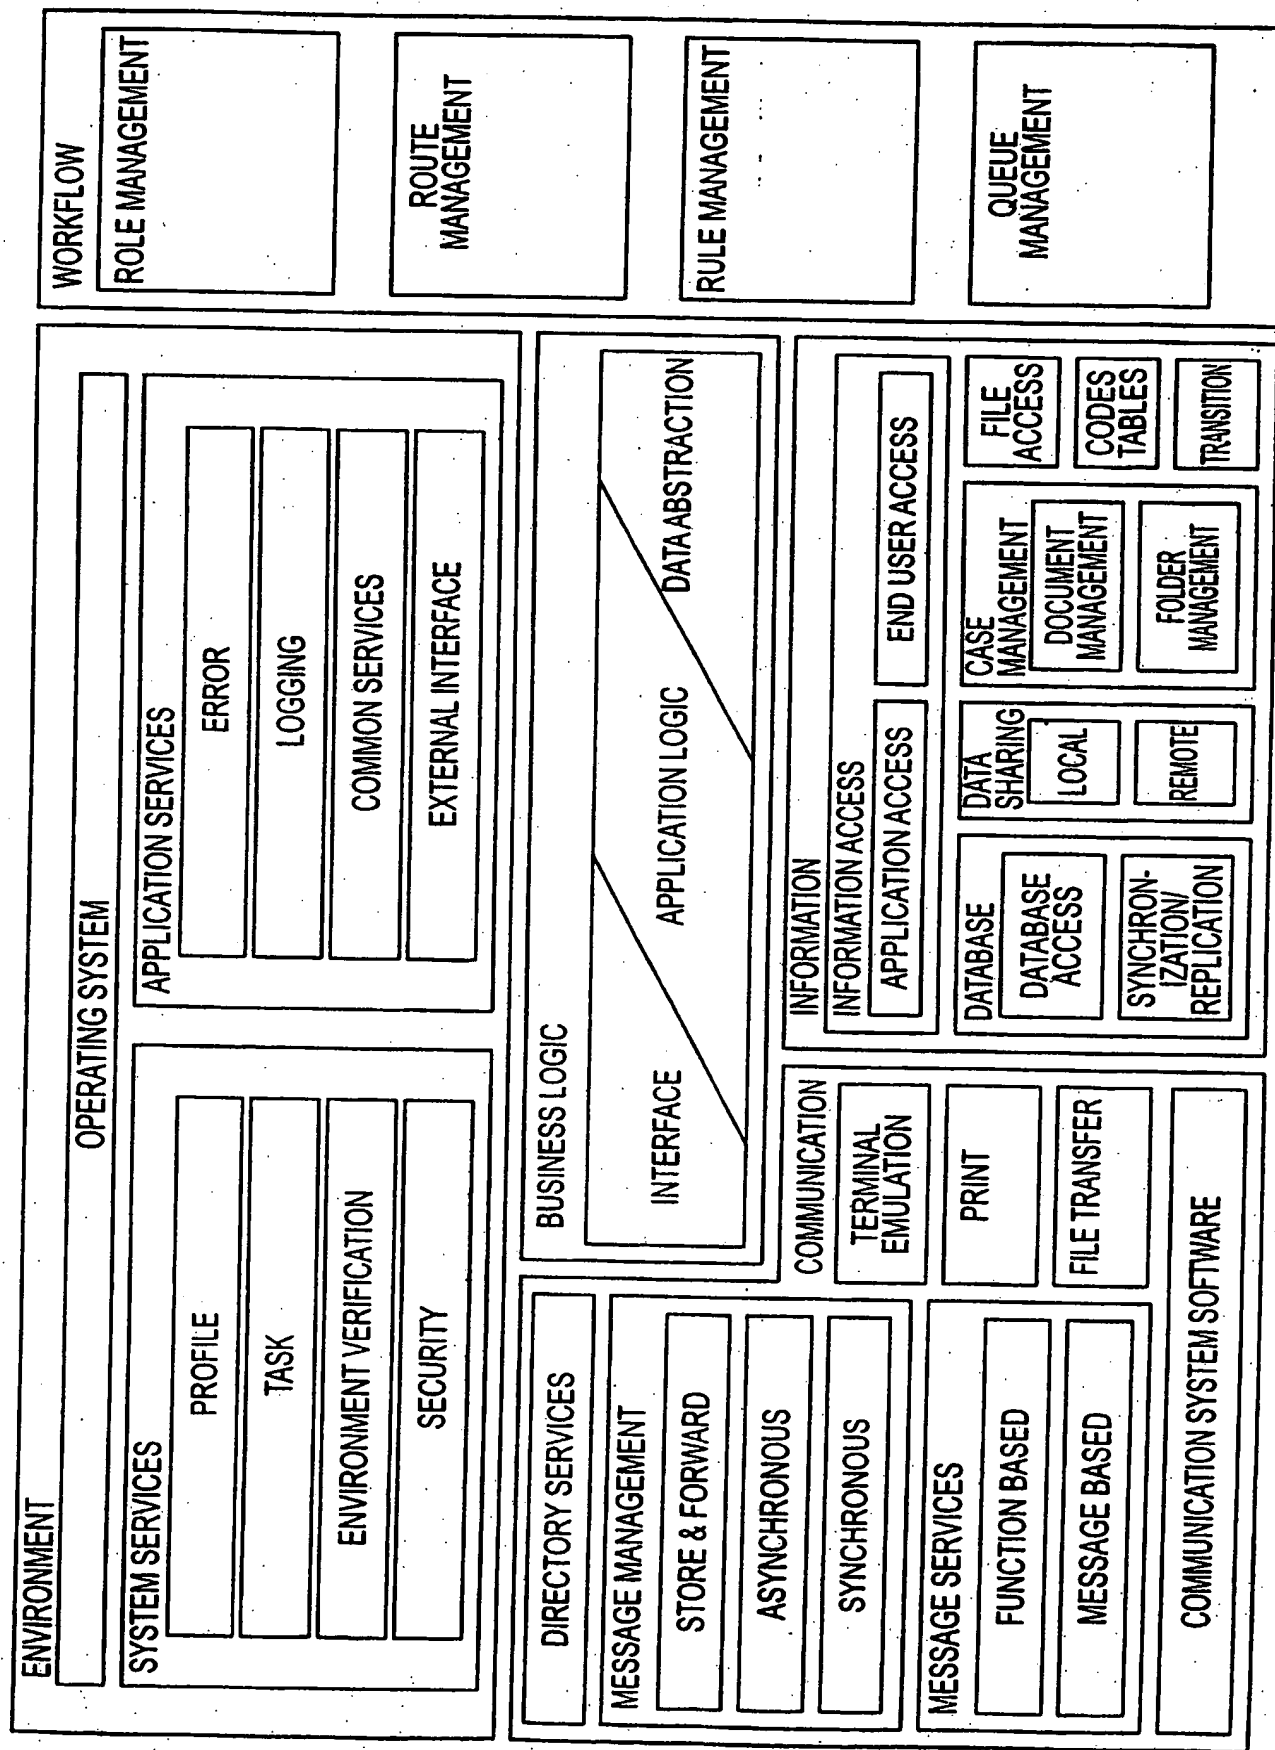 ENVIRONMENT
OPERATING SYSTEM
SYSTEM SERVICES
PROFILE
TASK
ENVIRONMENT VERIFICATION
SECURITY
APPLICATION SERVICES
ERROR
LOGGING
COMMON SERVICES
EXTERNAL INTERFACE
WORKFLOW
ROLE MANAGEMENT
ROUTE
MANAGEMENT
RULE MANAGEMENT
QUEUE
MANAGEMENT
DIRECTORY SERVICES
MESSAGE MANAGEMENT
STORE & FORWARD
ASYNCHRONOUS
SYNCHRONOUS
MESSAGE SERVICES
FUNCTION BASED
MESSAGE BASED
COMMUNICATION SYSTEM SOFTWARE
COMMUNICATION
TERMINAL
EMULATION
PRINT
FILE TRANSFER
BUSINESS LOGIC
INTERFACE
APPLICATION LOGIC
DATA ABSTRACTION
INFORMATION
INFORMATION ACCESS
APPLICATION ACCESS
END USER ACCESS
DATABASE
DATABASE
ACCESS
SYNCHRON-
IZATION/
REPLICATION
DATA
SHARING
LOCAL
REMOTE
CASE
MANAGEMENT
DOCUMENT
MANAGEMENT
FOLDER
MANAGEMENT
FILE
ACCESS
CODES
TABLES
TRANSITION